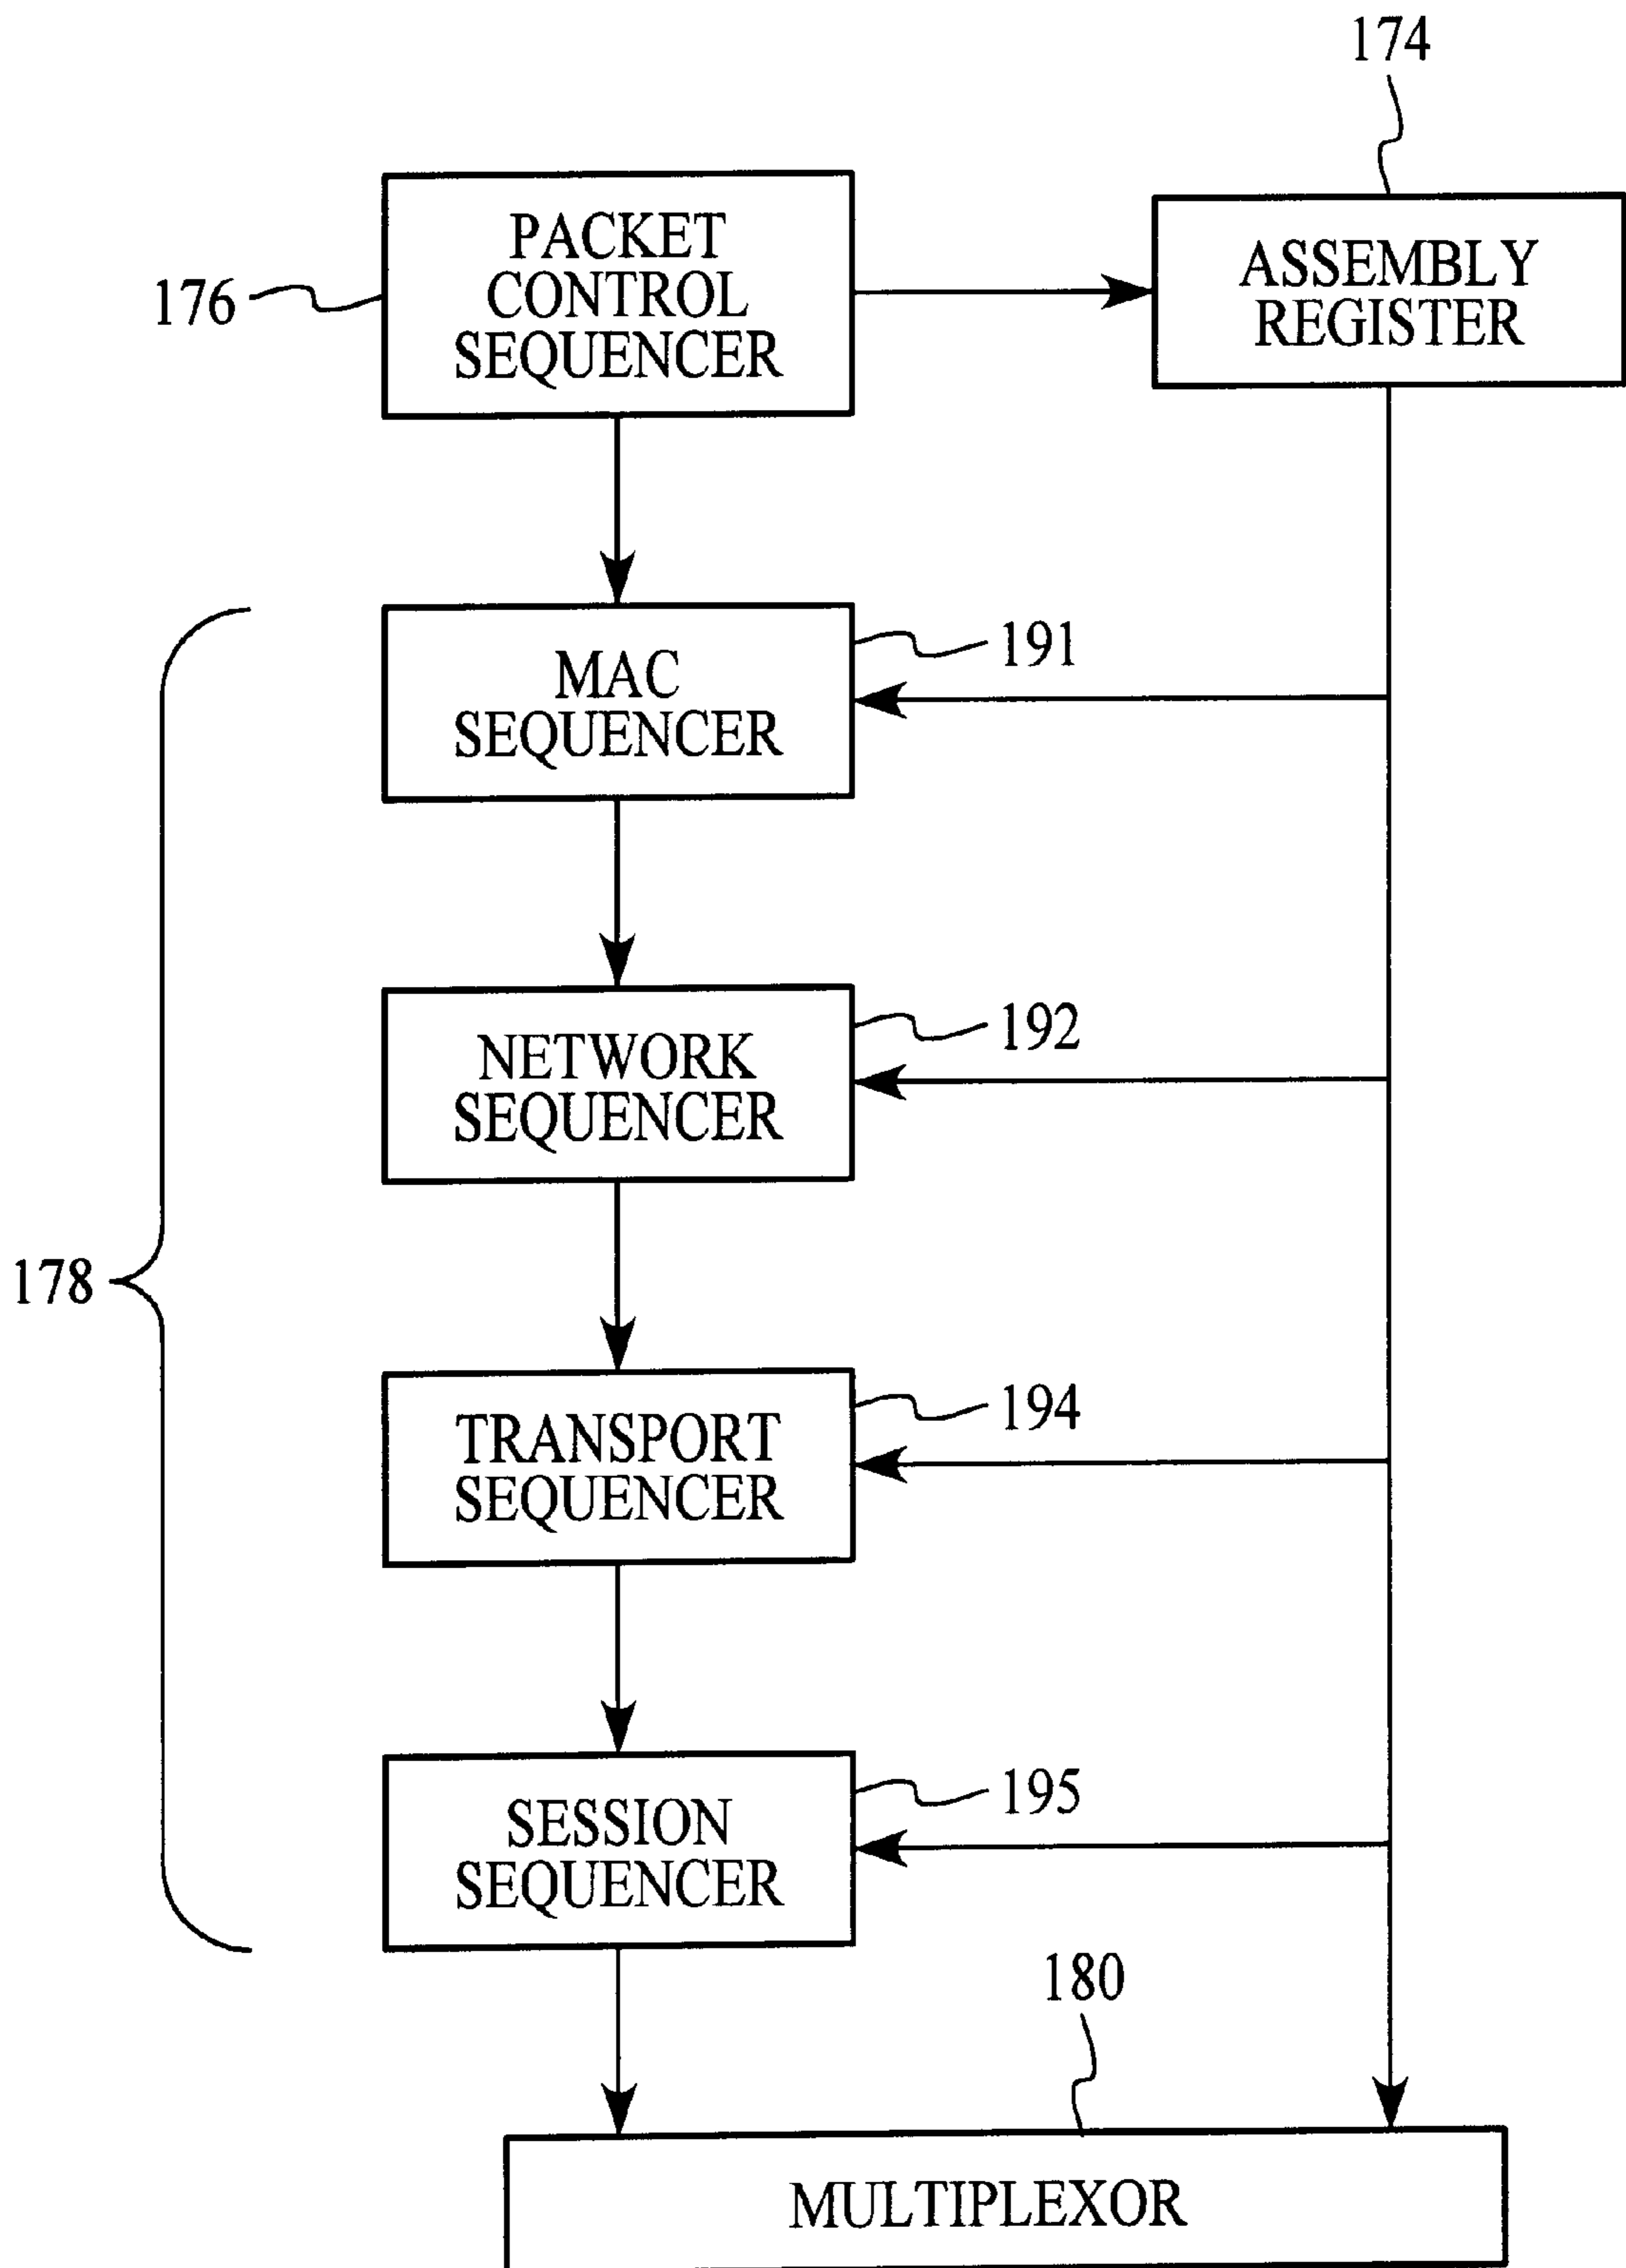 174
PACKET
CONTROL
SEQUENCER
176
ASSEMBLY
REGISTER
MAC
SEQUENCER
191
NETWORK
SEQUENCER
192
178
TRANSPORT
SEQUENCER
194
SESSION
SEQUENCER
195
180
MULTIPLEXOR